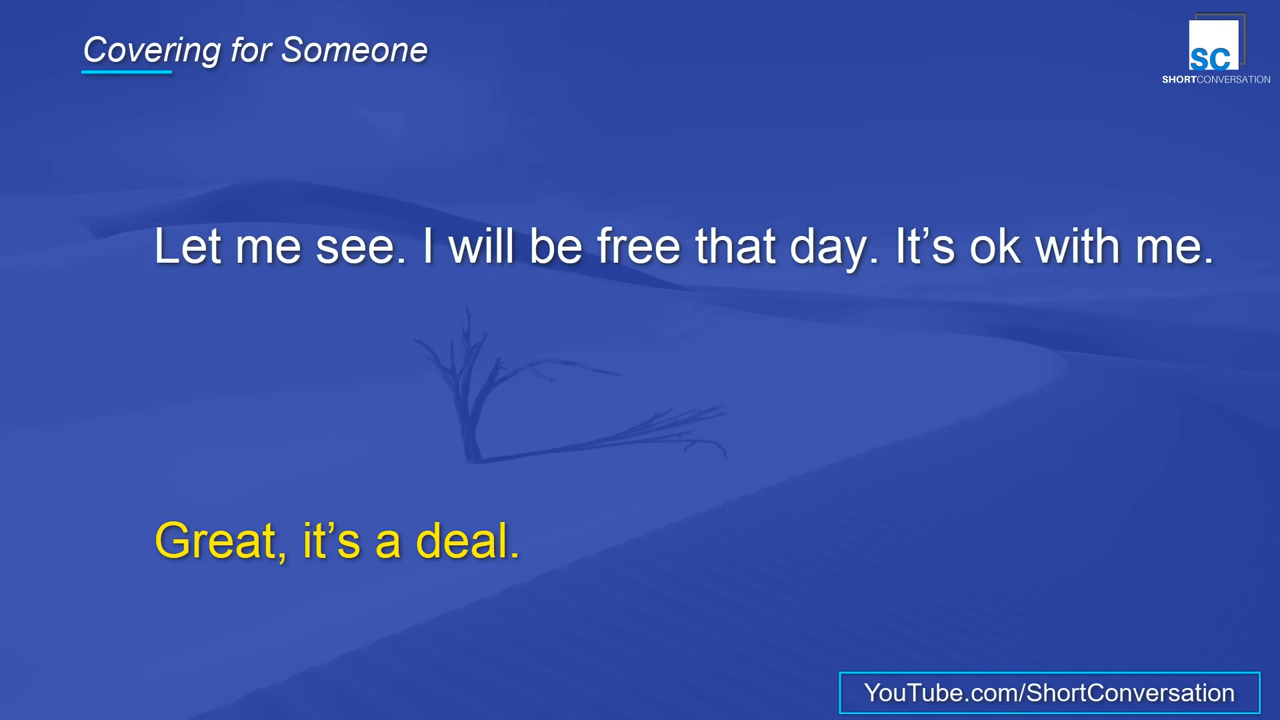 Covering for Someone
SC
SHORTCONVERSATION
Let me see. I will be free that day. It’s ok with me.
Great, it’s a deal.
YouTube.com/ShortConversation